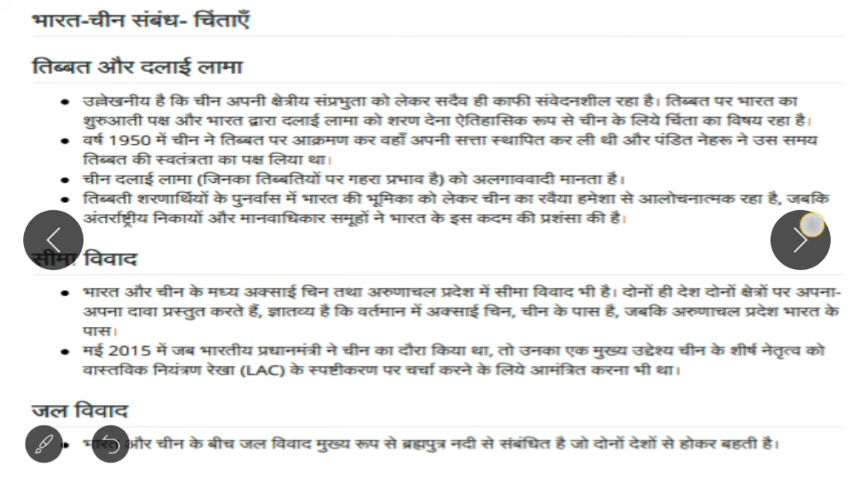 भारत-चीन संबंध- चिंताएँ
तिब्बत और दलाई लामा
• उल्लेखनीय है कि चीन अपनी क्षेत्रीय संप्रभुता को लेकर सदैव ही काफी संवेदनशील रहा है। तिब्बत पर भारत का
शुरुआती पक्ष और भारत द्वारा दलाई लामा को शरण देना ऐतिहासिक रूप से चीन के लिये चिंता का विषय रहा है।
• वर्ष 1950 में चीन ने तिब्बत पर आक्रमण कर वहाँ अपनी सत्ता स्थापित कर ली थी और पंडित नेहरू ने उस समय
तिब्बत की स्वतंत्रता का पक्ष लिया था।
• चीन दलाई लामा (जिनका तिब्बतियों पर गहरा प्रभाव है) को अलगाववादी मानता है।
• तिब्बती शरणार्थियों के पुनर्वास में भारत की भूमिका को लेकर चीन का रवैया हमेशा से आलोचनात्मक रहा है, जबकि
अंतर्राष्ट्रीय निकायों और मानवाधिकार समूहों ने भारत के इस कदम की प्रशंसा की है।
सीमा विवाद
• भारत और चीन के मध्य अक्साई चिन तथा अरुणाचल प्रदेश में सीमा विवाद भी है। दोनों ही देश दोनों क्षेत्रों पर अपना-
अपना दावा प्रस्तुत करते हैं, ज्ञातव्य है कि वर्तमान में अक्साई चिन, चीन के पास है, जबकि अरुणाचल प्रदेश भारत के
पास।
• मई 2015 में जब भारतीय प्रधानमंत्री ने चीन का दौरा किया था, तो उनका एक मुख्य उद्देश्य चीन के शीर्ष नेतृत्व को
वास्तविक नियंत्रण रेखा (LAC) के स्पष्टीकरण पर चर्चा करने के लिये आमंत्रित करना भी था।
जल विवाद
• भारत और चीन के बीच जल विवाद मुख्य रूप से ब्रह्मपुत्र नदी से संबंधित है जो दोनों देशों से होकर बहती है।